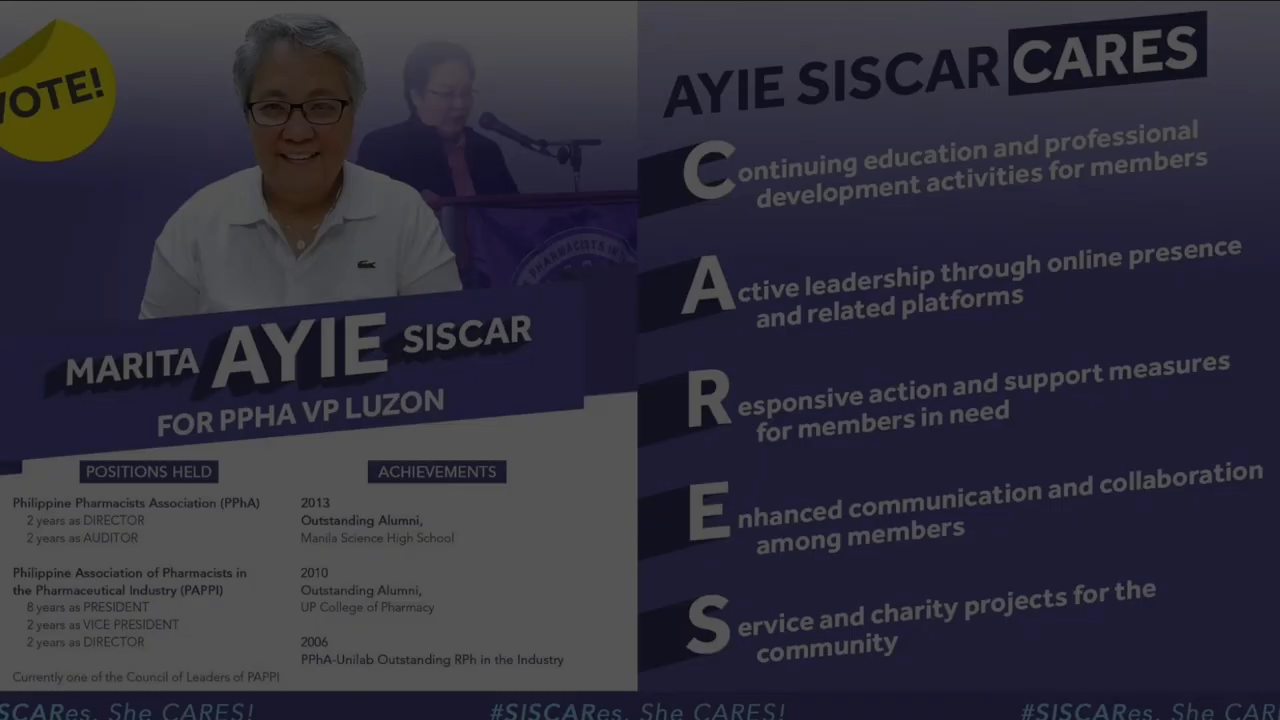 VOTE!
MARITA AYIE SISCAR
FOR PPHA VP LUZON
POSITIONS HELD
Philippine Pharmacists Association (PPhA)
2 years as DIRECTOR
2 years as AUDITOR
Philippine Association of Pharmacists in
the Pharmaceutical Industry (PAPPI)
8 years as PRESIDENT
2 years as VICE PRESIDENT
2 years as DIRECTOR
Currently one of the Council of Leaders of PAPPI
ACHIEVEMENTS
2013
Outstanding Alumni,
Manila Science High School
2010
Outstanding Alumni,
UP College of Pharmacy
2006
PPhA-Unilab Outstanding RPh in the Industry
PHARMACISTS IN
AYIE SISCAR CARES
Continuing education and professional
development activities for members
Active leadership through online presence
and related platforms
Responsive action and support measures
for members in need
Enhanced communication and collaboration
among members
Service and charity projects for the
community
SISCARes. She CARES! #SISCARes. She CARES! #SISCARes. She CAR